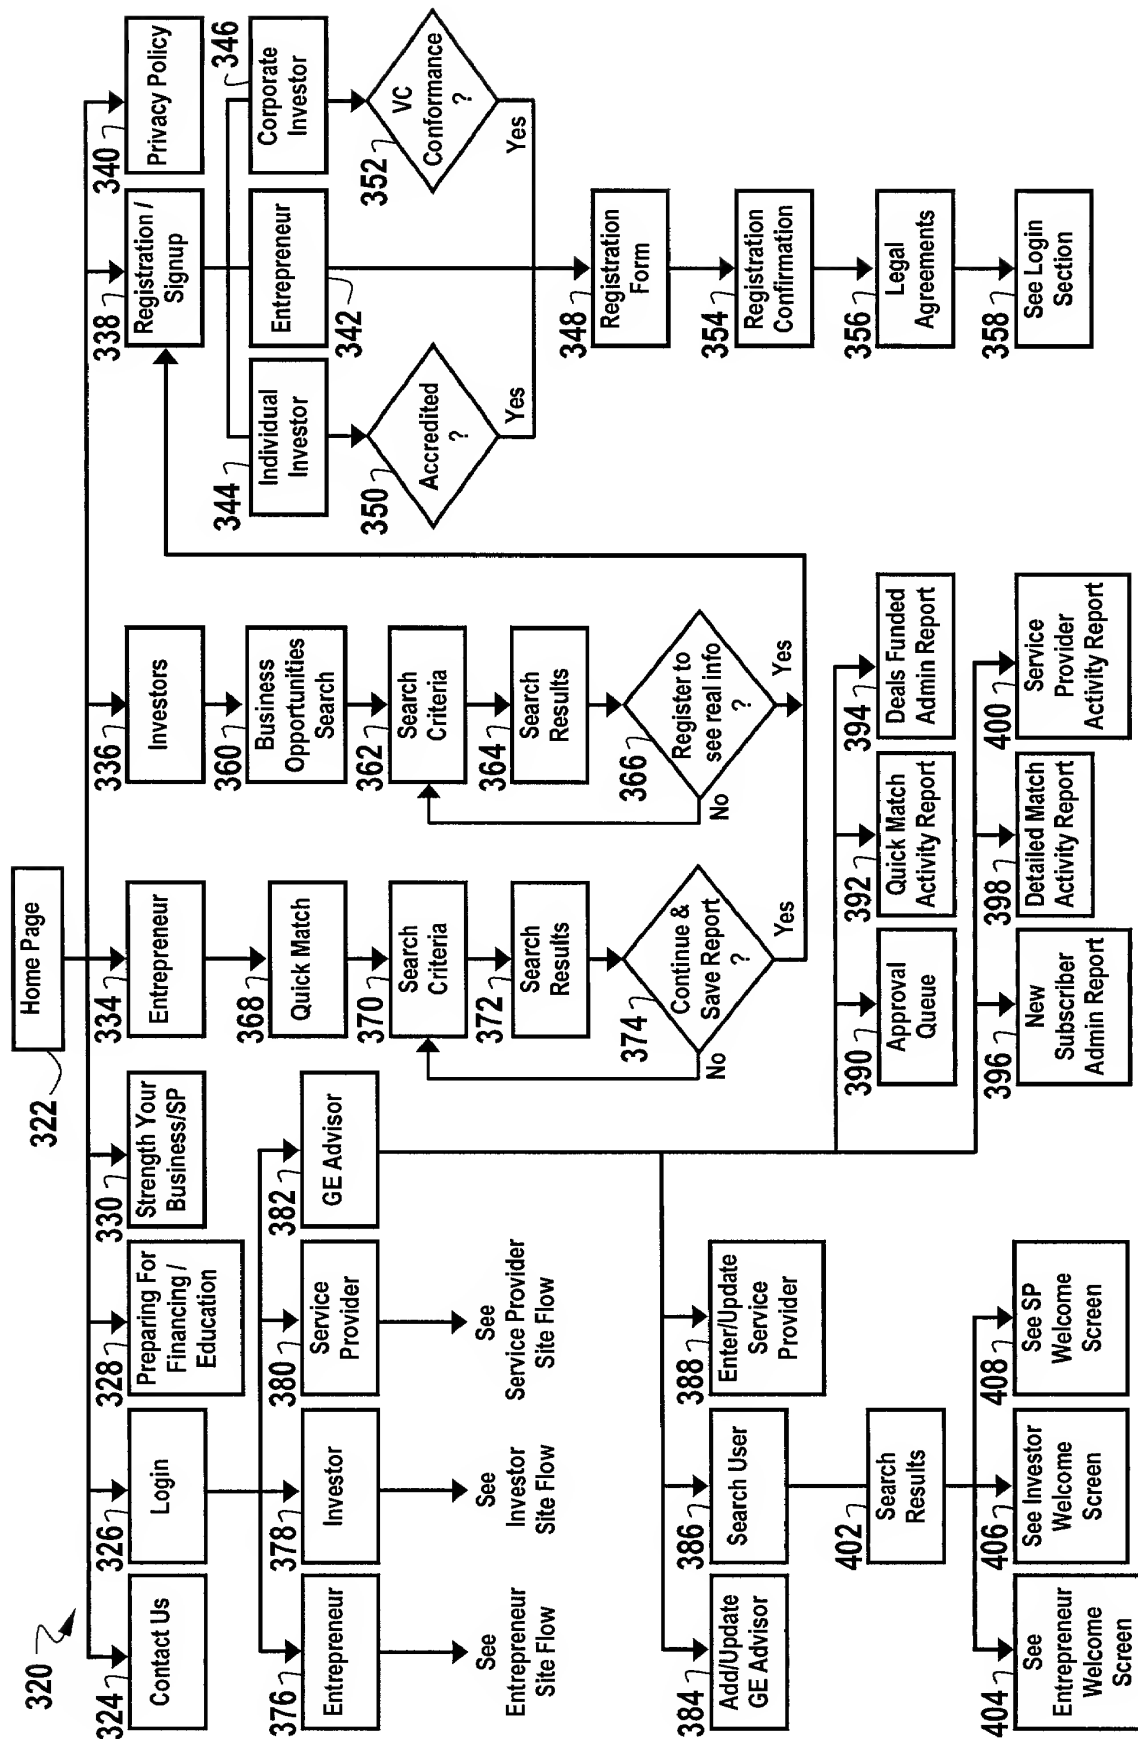 320
Home Page
322
324
Contact Us
326
Login
328
Preparing For
Financing /
Education
330
Strength Your
Business/SP
334
Entrepreneur
336
Investors
338
Registration /
Signup
340
Privacy Policy
376
Entrepreneur
378
Investor
380
Service
Provider
382
GE Advisor
368
Quick Match
360
Business
Opportunities
Search
344
Individual
Investor
Entrepreneur
342
Corporate
Investor
346
370
Search
Criteria
362
Search
Criteria
350
Accredited
?
352
VC
Conformance
?
Yes
Yes
See
Entrepreneur
Site Flow
See
Investor
Site Flow
See
Service Provider
Site Flow
372
Search
Results
364
Search
Results
348
Registration
Form
374
Continue &
Save Report
?
No
Yes
366
Register to
see real info
?
No
Yes
354
Registration
Confirmation
384
Add/Update
GE Advisor
386
Search User
388
Enter/Update
Service
Provider
390
Approval
Queue
392
Quick Match
Activity Report
394
Deals Funded
Admin Report
356
Legal
Agreements
402
Search
Results
396
New
Subscriber
Admin Report
398
Detailed Match
Activity Report
400
Service
Provider
Activity Report
358
See Login
Section
404
See
Entrepreneur
Welcome
Screen
406
See Investor
Welcome
Screen
408
See SP
Welcome
Screen